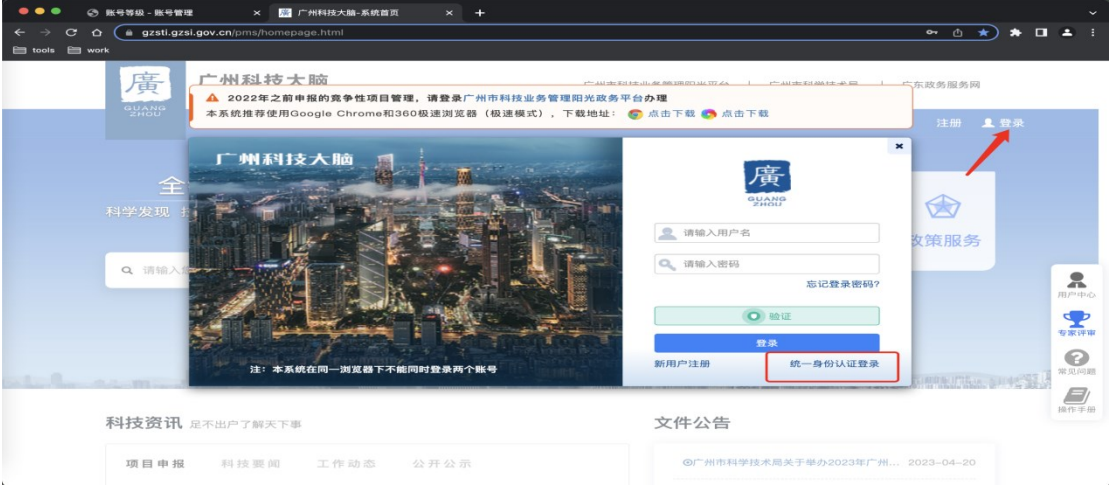 账号等级 - 账号管理
广州科技大脑-系统首页
gzsti.gzsi.gov.cn/pms/homepage.html
tools work
广州科技大脑
广州市科技业务管理阳光平台 | 广州市科学技术局 | 广东政务服务网
廣
GUANG
ZHOU
2022年之前申报的竞争性项目管理，请登录广州市科技业务管理阳光政务平台办理
本系统推荐使用Google Chrome和360极速浏览器（极速模式），下载地址： 点击下载 点击下载
注册 登录
广州科技大脑
廣
GUANG
ZHOU
全
科学发现
政策服务
请输入用户名
请输入密码
请输入
忘记登录密码?
验证
登录
新用户注册 统一身份认证登录
注：本系统在同一浏览器下不能同时登录两个账号
用户中心
专家评审
常见问题
操作手册
科技资讯 足不出户了解天下事
文件公告
项目申报 科技要闻 工作动态 公开公示
广州市科学技术局关于举办2023年广州... 2023-04-20